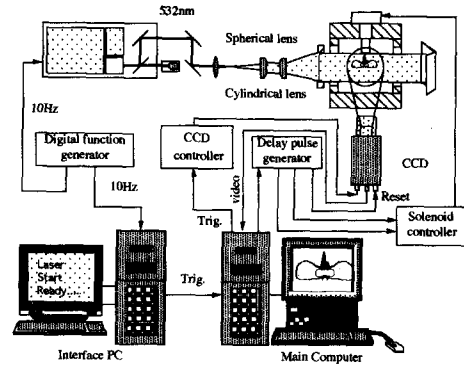 532nm
Spherical lens
Cylindrical lens
10Hz
Digital function
generator
CCD
controller
Delay pulse
generator
CCD
video
Reset
10Hz
Trig.
Solenoid
controller
Laser
Start
Ready...
Trig.
Interface PC
Main Computer